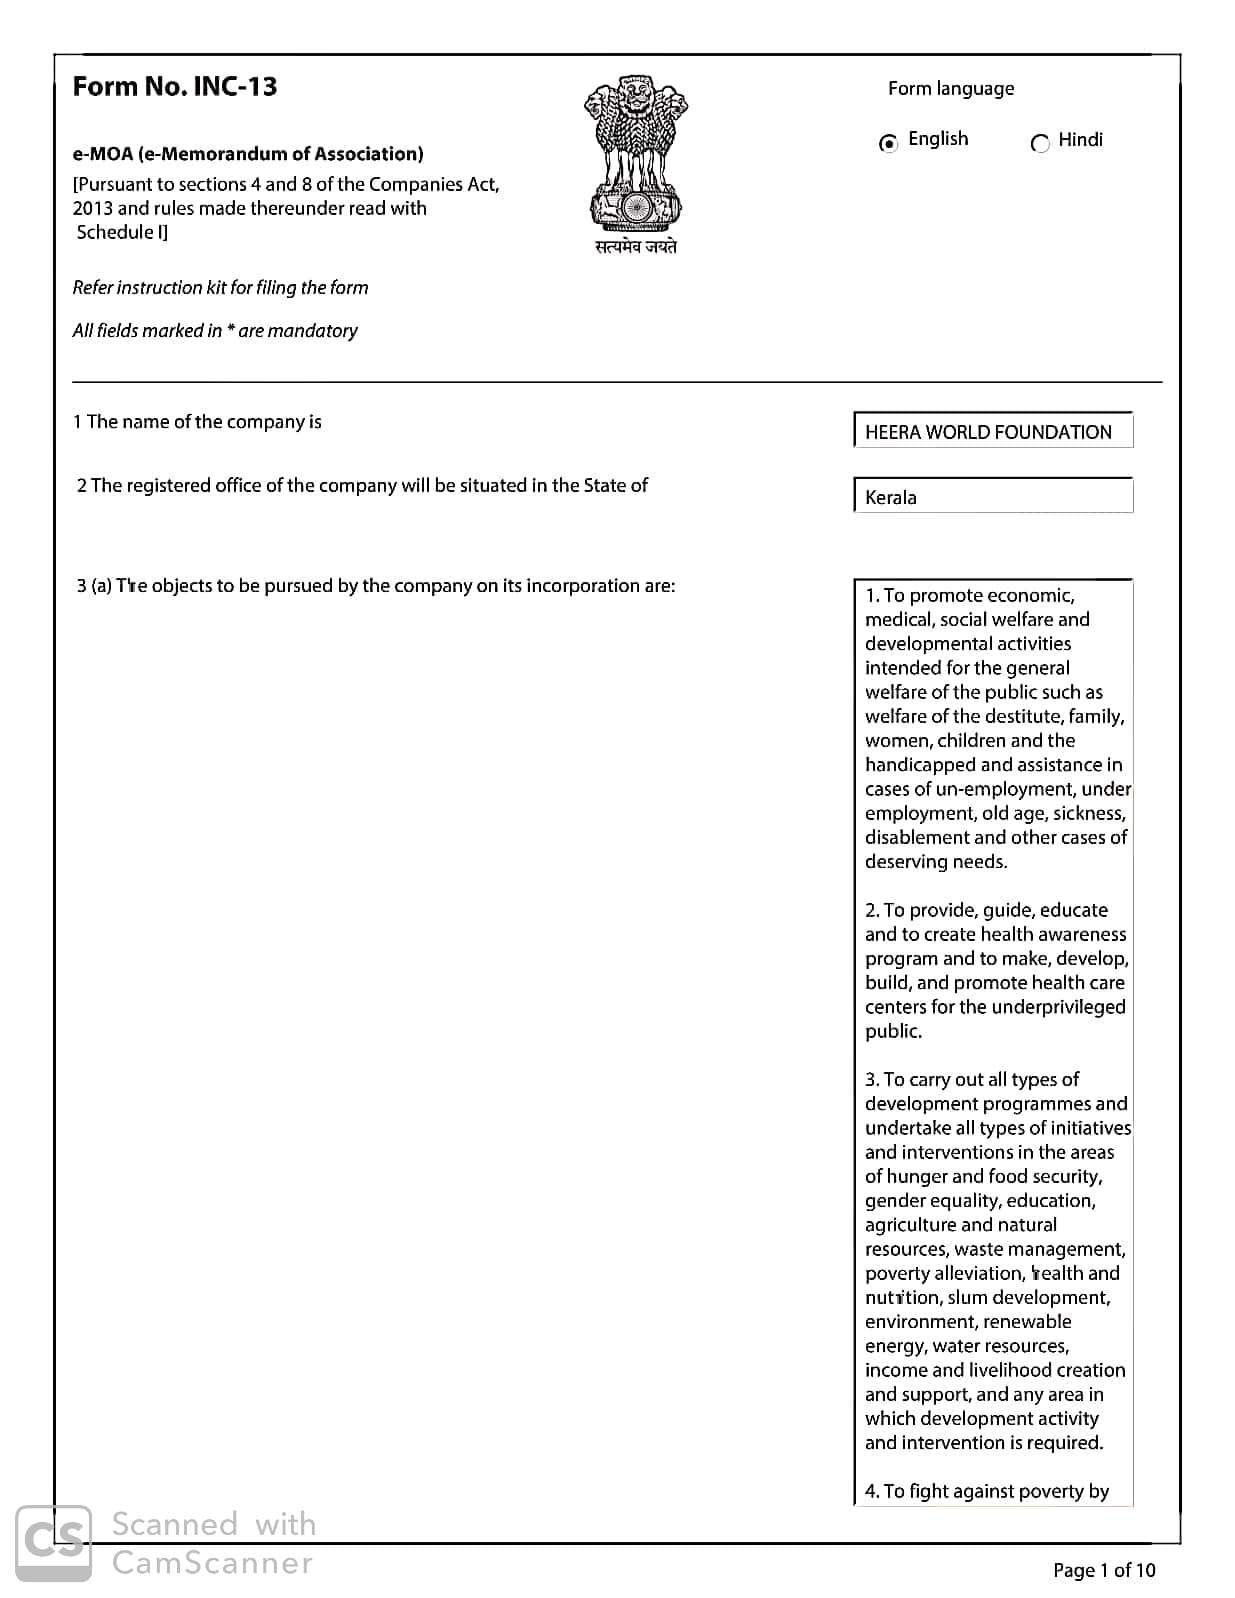 Form No. INC-13
Form language
English
Hindi
e-MOA (e-Memorandum of Association)
[Pursuant to sections 4 and 8 of the Companies Act,
2013 and rules made thereunder read with
Schedule I]
सत्यमेव जयते
Refer instruction kit for filing the form
All fields marked in * are mandatory
1 The name of the company is
HEERA WORLD FOUNDATION
2 The registered office of the company will be situated in the State of
Kerala
3 (a) The objects to be pursued by the company on its incorporation are:
1. To promote economic,
medical, social welfare and
developmental activities
intended for the general
welfare of the public such as
welfare of the destitute, family,
women, children and the
handicapped and assistance in
cases of un-employment, under
employment, old age, sickness,
disablement and other cases of
deserving needs.
2. To provide, guide, educate
and to create health awareness
program and to make, develop,
build, and promote health care
centers for the underprivileged
public.
3. To carry out all types of
development programmes and
undertake all types of initiatives
and interventions in the areas
of hunger and food security,
gender equality, education,
agriculture and natural
resources, waste management,
poverty alleviation, health and
nutrition, slum development,
environment, renewable
energy, water resources,
income and livelihood creation
and support, and any area in
which development activity
and intervention is required.
4. To fight against poverty by
CS
Scanned with
CamScanner
Page 1 of 10